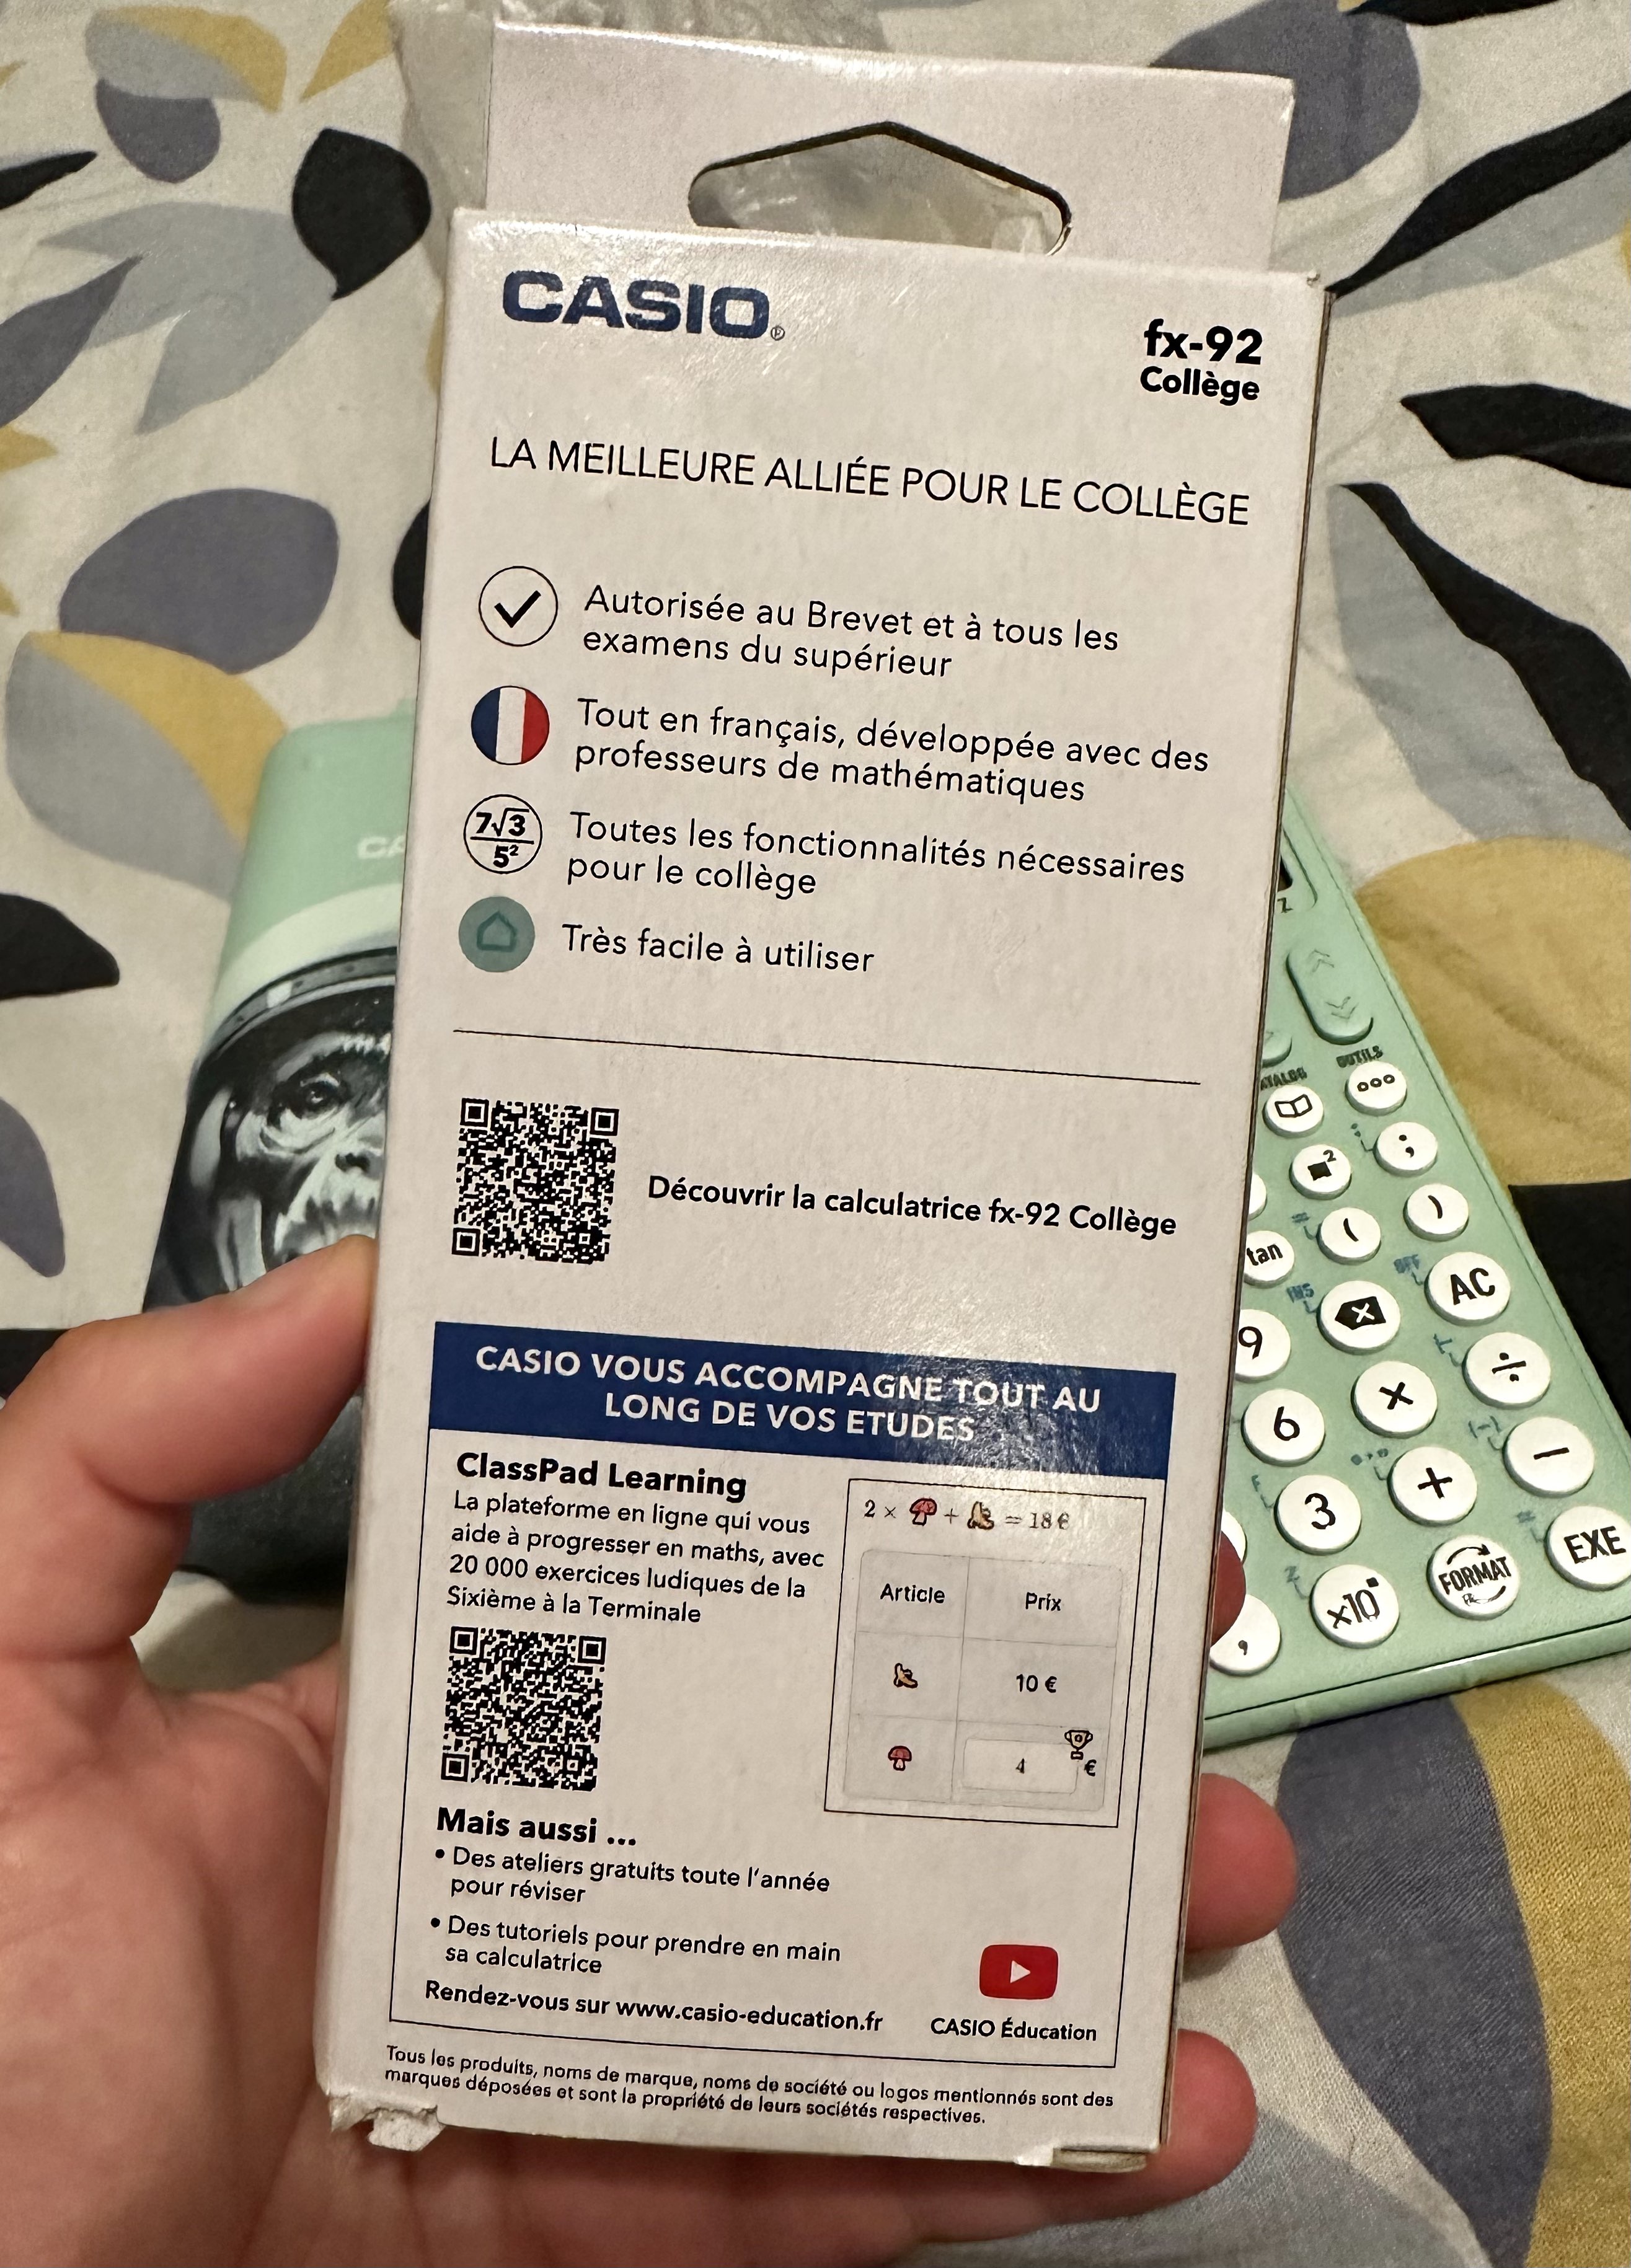 CASIO®
fx-92
Collège
LA MEILLEURE ALLIÉE POUR LE COLLÈGE
Autorisée au Brevet et à tous les
examens du supérieur
Tout en français, développée avec des
professeurs de mathématiques
7√3
5²
Toutes les fonctionnalités nécessaires
pour le collège
Très facile à utiliser
Découvrir la calculatrice fx-92 Collège
CASIO VOUS ACCOMPAGNE TOUT AU
LONG DE VOS ETUDES
ClassPad Learning
La plateforme en ligne qui vous
aide à progresser en maths, avec
20 000 exercices ludiques de la
Sixième à la Terminale
2 × + = 18 €
Article Prix
10 €
4 €
Mais aussi ...
• Des ateliers gratuits toute l'année
pour réviser
• Des tutoriels pour prendre en main
sa calculatrice
Rendez-vous sur www.casio-education.fr
CASIO Éducation
Tous les produits, noms de marque, noms de société ou logos mentionnés sont des
marques déposées et sont la propriété de leurs sociétés respectives.
CA
OUTILS
;
( )
tan
INS
OFF
AC
9
÷
6 × −
3 +
, ×10
FORMAT
EXE